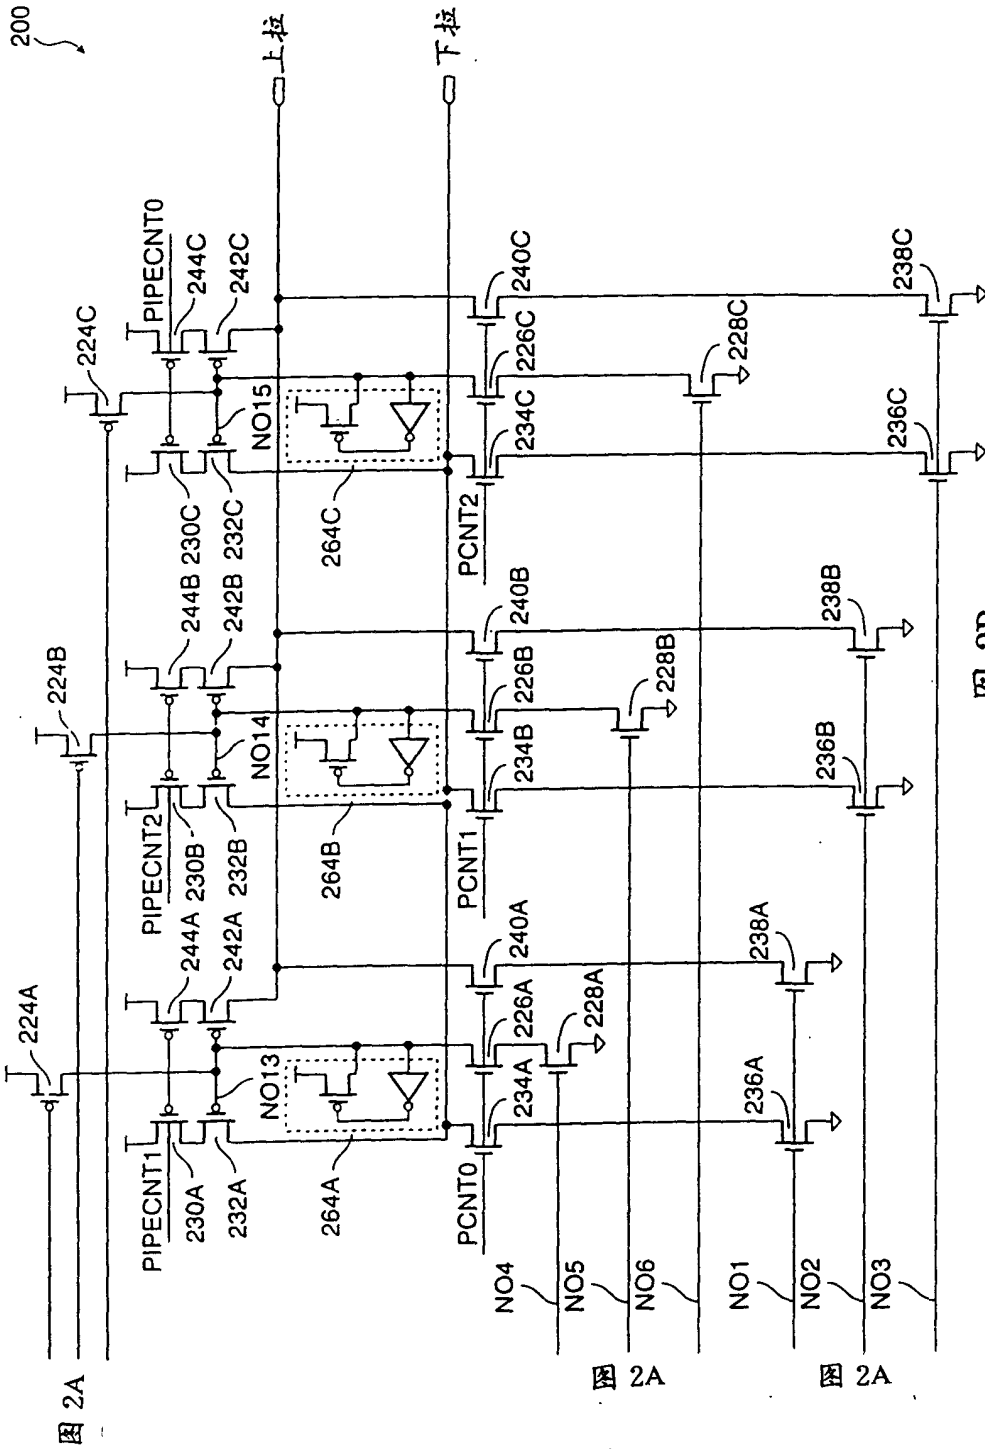 200
224A
224B
224C
图 2A
PIPECNT1
PIPECNT2
PIPECNT0
230A
244A
230B
244B
230C
244C
232A
242A
232B
242B
232C
242C
NO13
NO14
NO15
上拉
264A
264B
264C
下拉
PCNT0
PCNT1
PCNT2
234A
226A
240A
234B
226B
240B
234C
226C
240C
NO4
228A
NO5
228B
NO6
228C
图 2A
NO1
236A
238A
NO2
236B
238B
NO3
236C
238C
图 2A